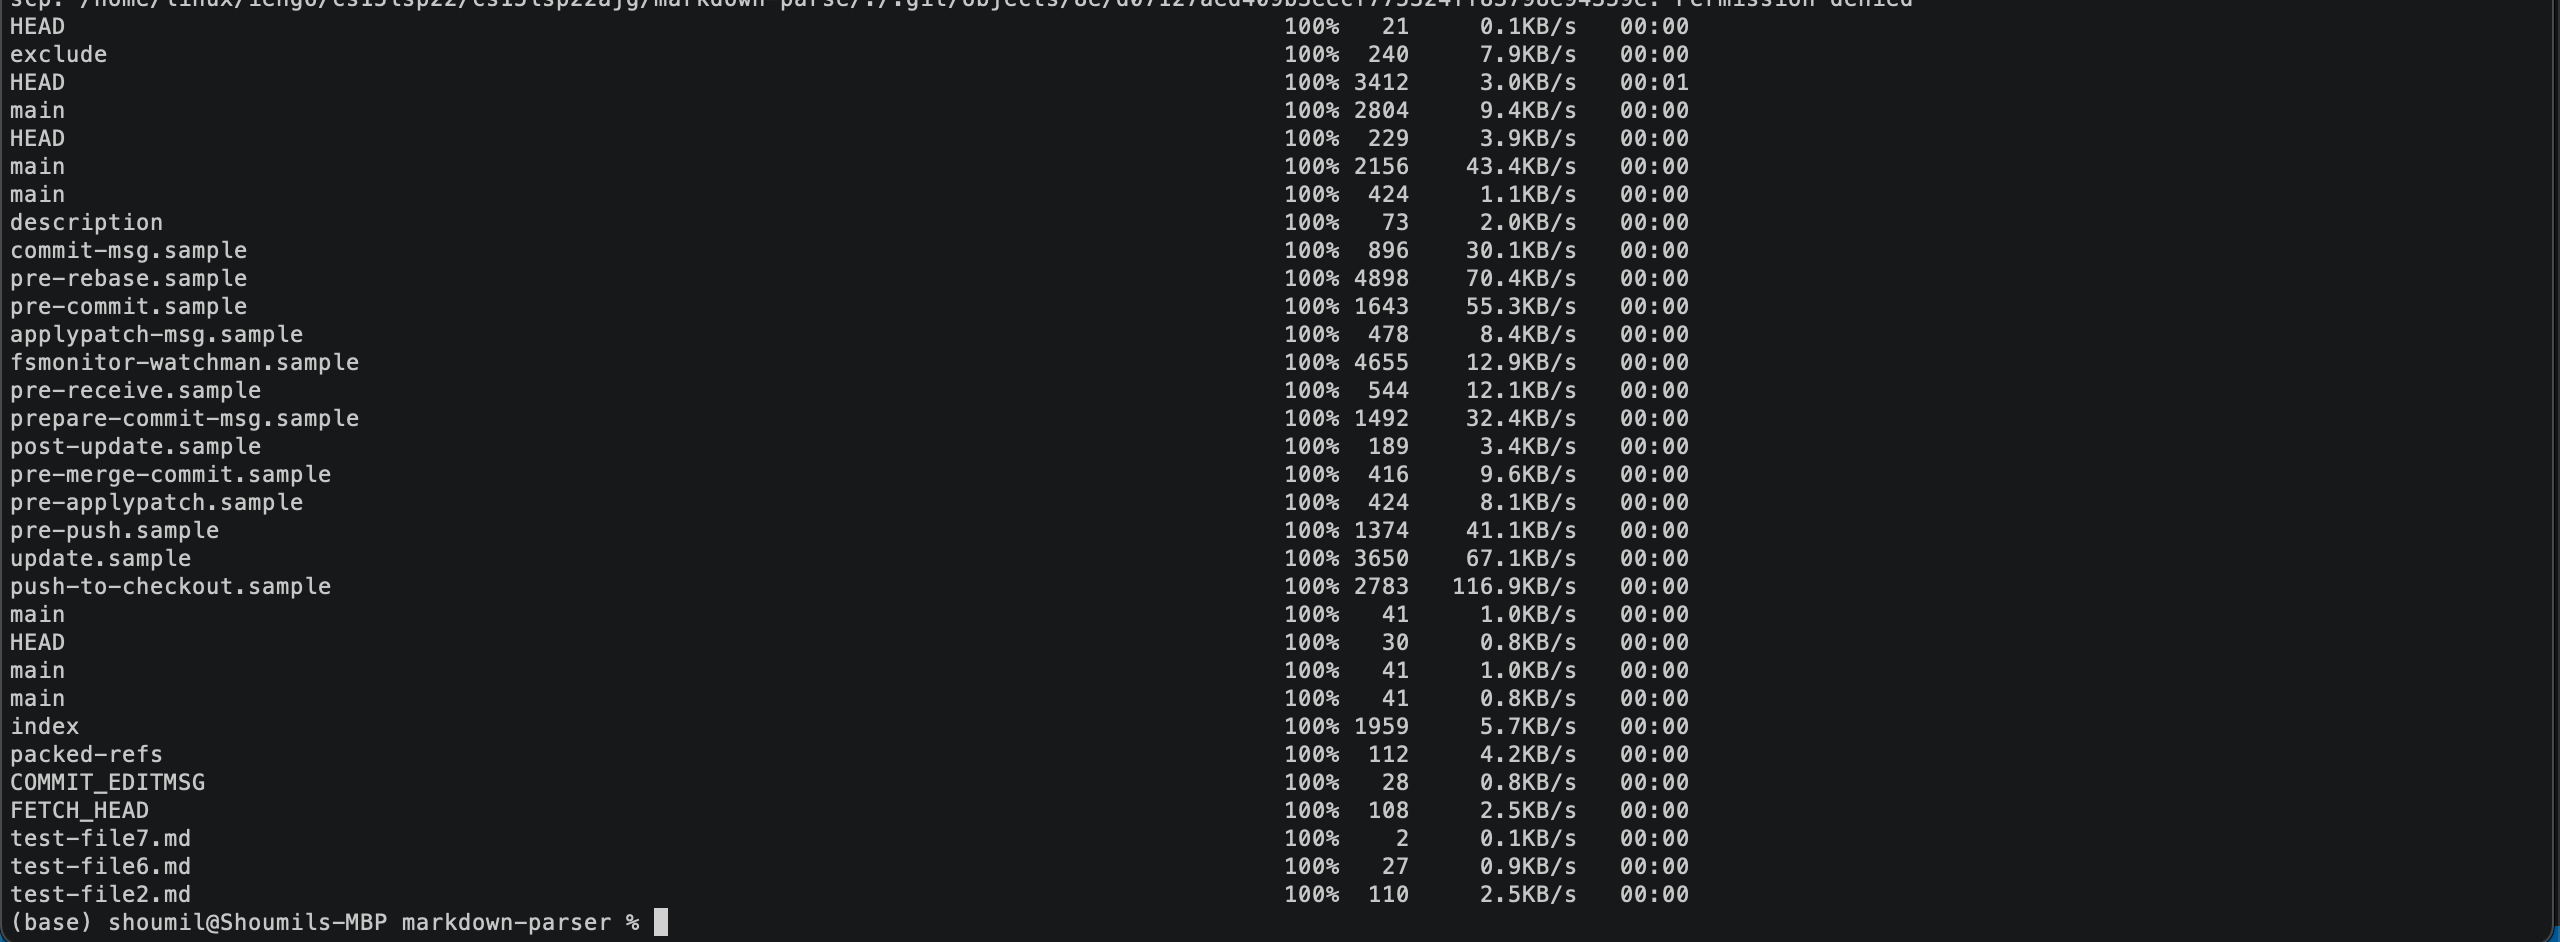 HEAD 100% 21 0.1KB/s 00:00
exclude 100% 240 7.9KB/s 00:00
HEAD 100% 3412 3.0KB/s 00:01
main 100% 2804 9.4KB/s 00:00
HEAD 100% 229 3.9KB/s 00:00
main 100% 2156 43.4KB/s 00:00
main 100% 424 1.1KB/s 00:00
description 100% 73 2.0KB/s 00:00
commit-msg.sample 100% 896 30.1KB/s 00:00
pre-rebase.sample 100% 4898 70.4KB/s 00:00
pre-commit.sample 100% 1643 55.3KB/s 00:00
applypatch-msg.sample 100% 478 8.4KB/s 00:00
fsmonitor-watchman.sample 100% 4655 12.9KB/s 00:00
pre-receive.sample 100% 544 12.1KB/s 00:00
prepare-commit-msg.sample 100% 1492 32.4KB/s 00:00
post-update.sample 100% 189 3.4KB/s 00:00
pre-merge-commit.sample 100% 416 9.6KB/s 00:00
pre-applypatch.sample 100% 424 8.1KB/s 00:00
pre-push.sample 100% 1374 41.1KB/s 00:00
update.sample 100% 3650 67.1KB/s 00:00
push-to-checkout.sample 100% 2783 116.9KB/s 00:00
main 100% 41 1.0KB/s 00:00
HEAD 100% 30 0.8KB/s 00:00
main 100% 41 1.0KB/s 00:00
main 100% 41 0.8KB/s 00:00
index 100% 1959 5.7KB/s 00:00
packed-refs 100% 112 4.2KB/s 00:00
COMMIT_EDITMSG 100% 28 0.8KB/s 00:00
FETCH_HEAD 100% 108 2.5KB/s 00:00
test-file7.md 100% 2 0.1KB/s 00:00
test-file6.md 100% 27 0.9KB/s 00:00
test-file2.md 100% 110 2.5KB/s 00:00
(base) shoumil@Shoumils-MBP markdown-parser %